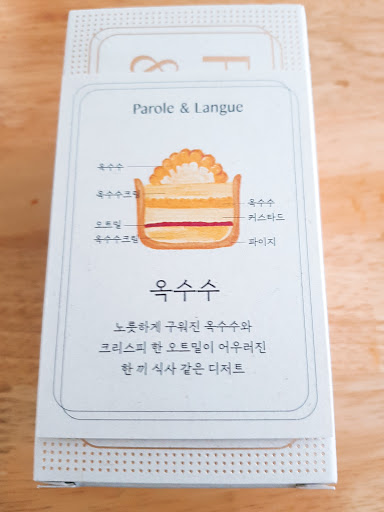 Parole & Langue
옥수수
옥수수크림
오트밀
옥수수크림
옥수수
커스타드
파이지
옥수수
노릇하게 구워진 옥수수와
크리스피 한 오트밀이 어우러진
한 끼 식사 같은 디저트